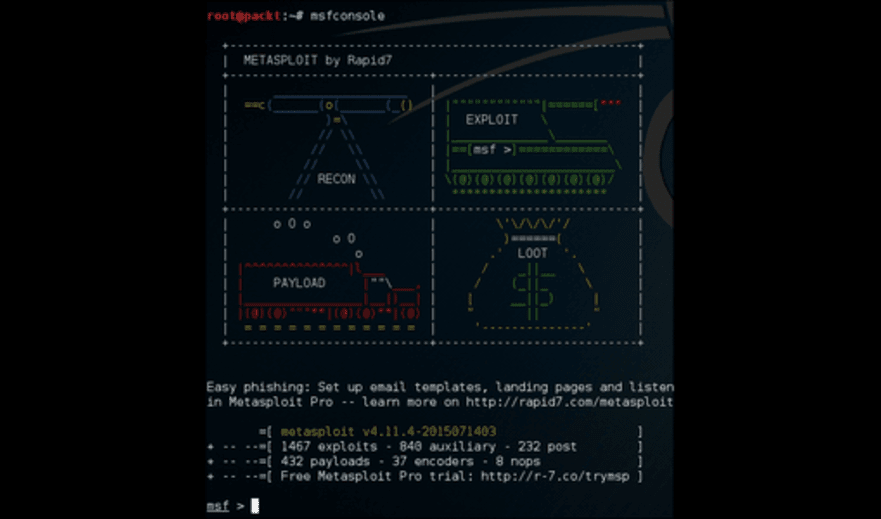 root@packt:~# msfconsole
METASPLOIT by Rapid7
EXPLOIT
==[msf >]============
RECON
PAYLOAD
LOOT
Easy phishing: Set up email templates, landing pages and listen
in Metasploit Pro -- learn more on http://rapid7.com/metasploit
=[ metasploit v4.11.4-2015071403 ]
+ -- --=[ 1467 exploits - 840 auxiliary - 232 post ]
+ -- --=[ 432 payloads - 37 encoders - 8 nops ]
+ -- --=[ Free Metasploit Pro trial: http://r-7.co/trymsp ]
msf >